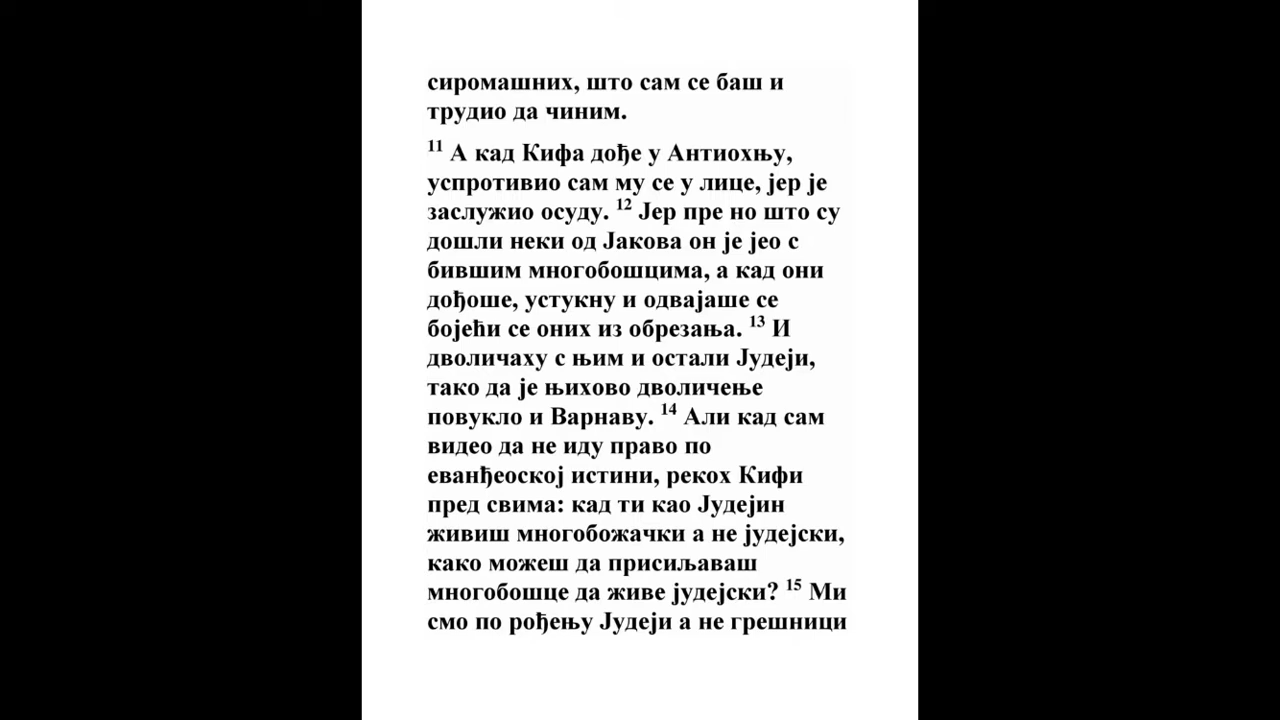 сиромашних, што сам се баш и
трудио да чиним.
11 А кад Кифа дође у Антиохњу,
успротивио сам му се у лице, јер је
заслужио осуду. 12 Јер пре но што су
дошли неки од Јакова он је јео с
бившим многобошцима, а кад они
дођоше, устукну и одвајаше се
бојећи се оних из обрезања. 13 И
дволичаху с њим и остали Јудеји,
тако да је њихово дволичење
повукло и Варнаву. 14 Али кад сам
видео да не иду право по
еванђеоској истини, рекох Кифи
пред свима: кад ти као Јудејин
живиш многобожачки а не јудејски,
како можеш да присиљаваш
многобошце да живе јудејски? 15 Ми
смо по рођењу Јудеји а не грешници